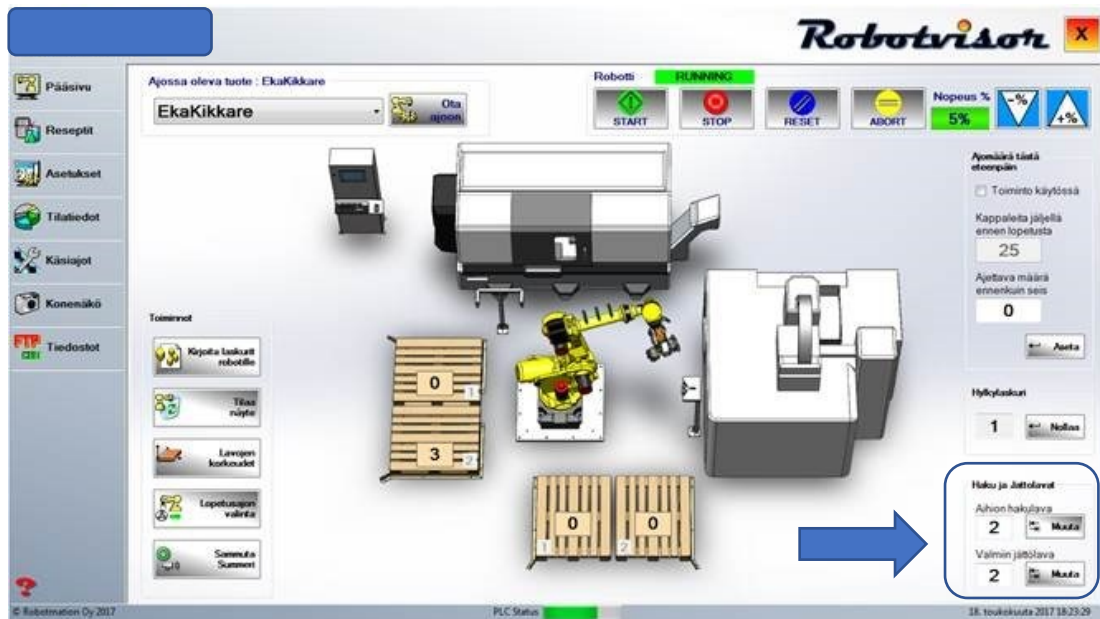 Robotvisor
X
Pääsivu
Reseptit
Asetukset
Tilatiedot
Käsiajot
Konenäkö
FTP
Tiedostot
Ajossa oleva tuote : EkaKikkare
EkaKikkare
Ota
ajoon
Robotti
RUNNING
START
STOP
RESET
ABORT
Nopeus %
5%
-%
+%
Ajomäärä tästä
eteenpäin
Toiminto käytössä
Kappaleita jäljellä
ennen lopetusta
25
Ajettava määrä
ennenkuin seis
0
Aseta
Hylkylaskuri
1
Nollaa
Haku ja Jättolavat
Aihion hakulava
2
Muuta
Valmiin jättölava
2
Muuta
Toiminnot
Kirjoita laskurit
robotille
Tilaa
näyte
Lavojen
korkeudet
Lopetusajon
valinta
Sammuta
Summeri
0
1
3
2
0
1
0
2
?
© Robotmation Oy 2017
PLC Status
18. toukokuuta 2017 18:23:29